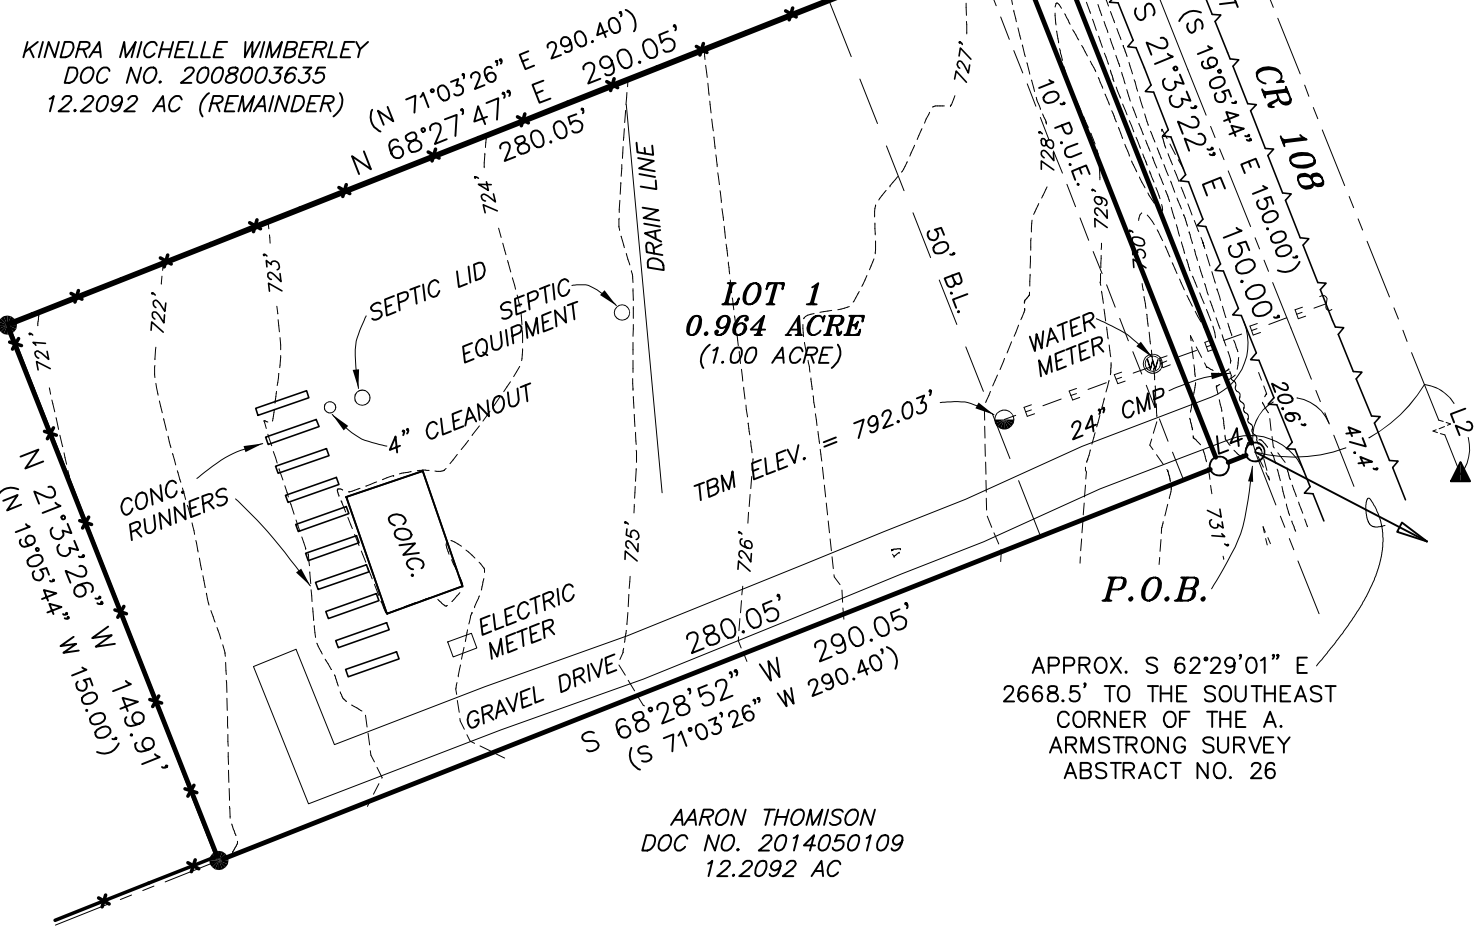 KINDRA MICHELLE WIMBERLEY
DOC NO. 2008003635
12.2092 AC (REMAINDER)
(N 71°03'26" E 290.40')
N 68°27'47" E 290.05'
280.05'
S 21°33'22" E 150.00'
(S 19°05'44" E 150.00')
CR 108
10' P.U.E.
50' B.L.
721'
722'
723'
724'
725'
726'
727'
728'
729'
731'
DRAIN LINE
SEPTIC LID
SEPTIC
EQUIPMENT
4" CLEANOUT
LOT 1
0.964 ACRE
(1.00 ACRE)
WATER
METER
W
E
E
E
E
E
E
E
TBM ELEV. = 792.03'
24" CMP
20.6'
47.4'
L2
L4
CONC.
RUNNERS
CONC.
ELECTRIC
METER
GRAVEL DRIVE
N 21°33'26" W 149.91'
(N 19°05'44" W 150.00')
280.05'
S 68°28'52" W 290.05'
(S 71°03'26" W 290.40')
P.O.B.
APPROX. S 62°29'01" E
2668.5' TO THE SOUTHEAST
CORNER OF THE A.
ARMSTRONG SURVEY
ABSTRACT NO. 26
AARON THOMISON
DOC NO. 2014050109
12.2092 AC